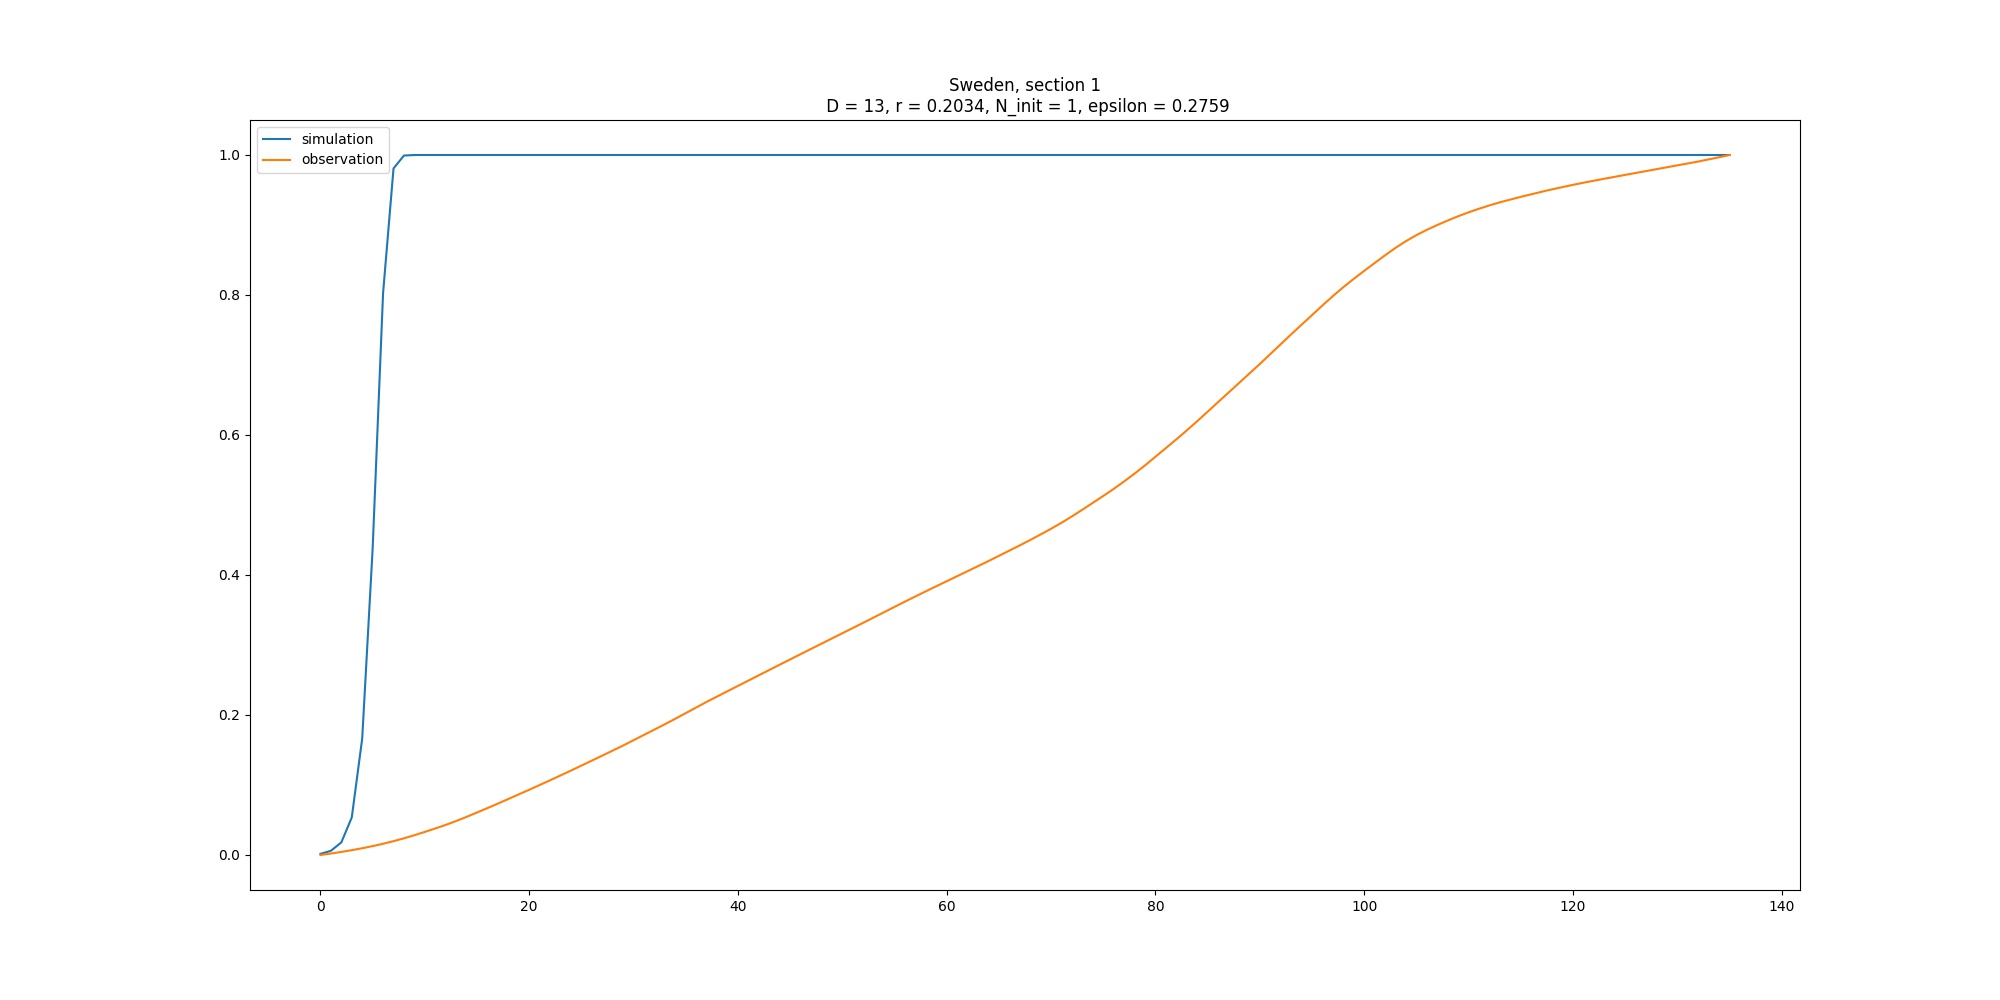 Sweden, section 1
D = 13, r = 0.2034, N_init = 1, epsilon = 0.2759
simulation
observation
1.0
0.8
0.6
0.4
0.2
0.0
0 20 40 60 80 100 120 140